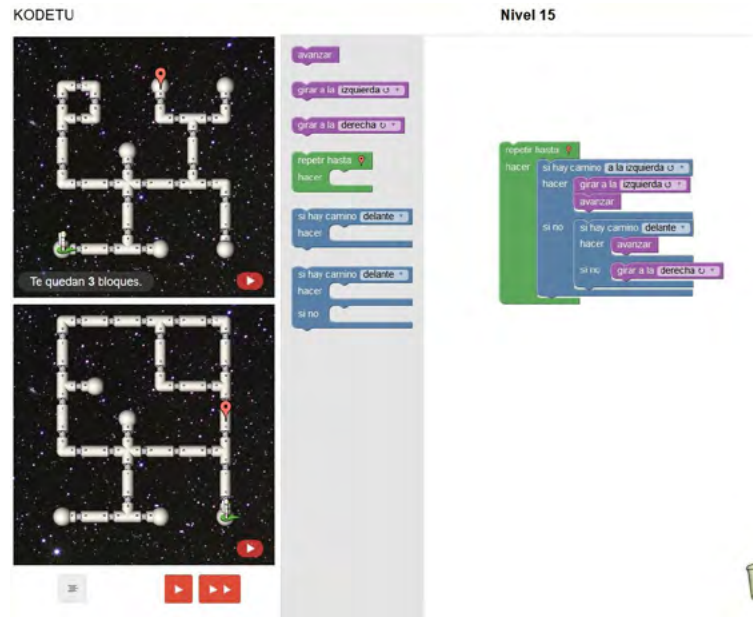 KODETU
Nivel 15
Te quedan 3 bloques.
avanzar
girar a la izquierda ↺
girar a la derecha ↻
repetir hasta
hacer
si hay camino delante
hacer
si hay camino delante
hacer
si no
repetir hasta
hacer
si hay camino a la izquierda ↺
hacer
girar a la izquierda ↺
avanzar
si no
si hay camino delante
hacer
avanzar
si no
girar a la derecha ↻